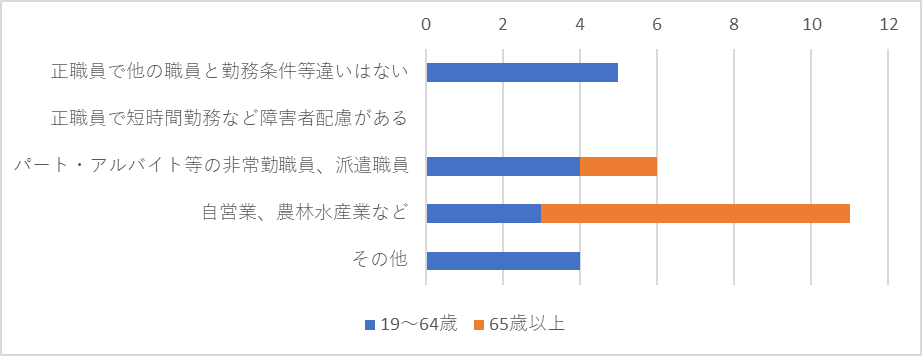 0 2 4 6 8 10 12
正職員で他の職員と勤務条件等違いはない
正職員で短時間勤務など障害者配慮がある
パート・アルバイト等の非常勤職員、派遣職員
自営業、農林水産業など
その他
19～64歳 65歳以上